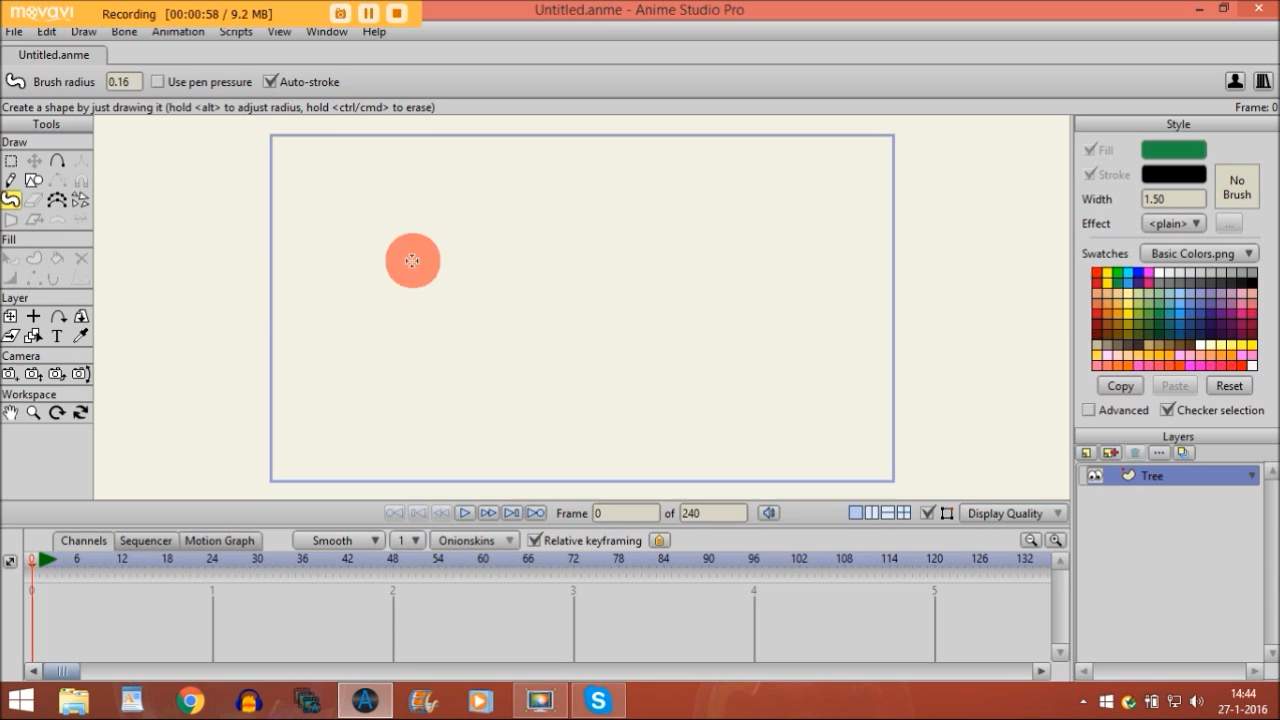 movavi Recording [00:00:58 / 9.2 MB] Untitled.anme - Anime Studio Pro
File Edit Draw Bone Animation Scripts View Window Help
Untitled.anme
Brush radius 0.16 Use pen pressure Auto-stroke
Create a shape by just drawing it (hold <alt> to adjust radius, hold <ctrl/cmd> to erase) Frame: 0
Tools Style
Draw
Fill
Stroke
No Brush
Width 1.50
Effect <plain> ...
Fill
Swatches Basic Colors.png
Layer
Camera
Copy Paste Reset
Workspace
Advanced Checker selection
Layers
Tree
Frame 0 of 240 Display Quality
Channels Sequencer Motion Graph Smooth 1 Onionskins Relative keyframing
0 6 12 18 24 30 36 42 48 54 60 66 72 78 84 90 96 102 108 114 120 126 132
0 1 2 3 4 5
14:44
27-1-2016